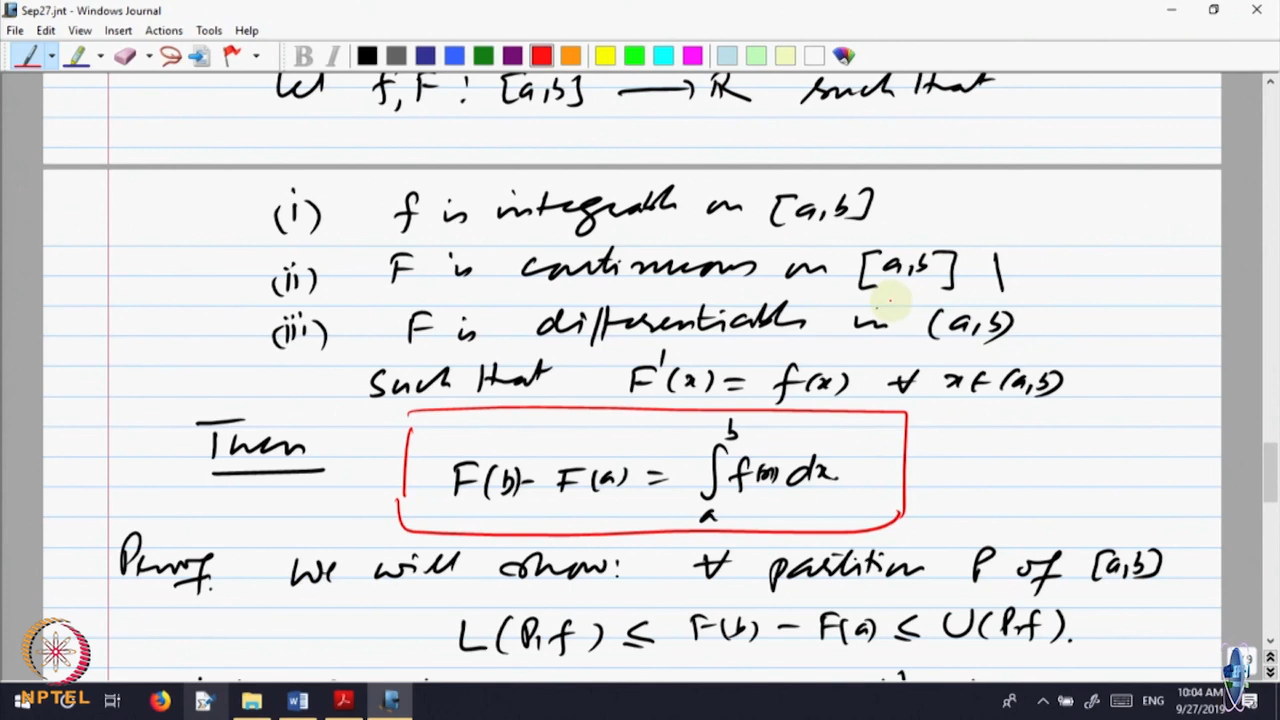 Sep27.jnt - Windows Journal
File Edit View Insert Actions Tools Help
Let f, F : [a,b] ⟶ ℝ such that
(i) f is integrable on [a,b]
(ii) F is continuous on [a,b]
(iii) F is differentiable in (a,b)
such that F'(x) = f(x) ∀ x ∈ (a,b)
Then F(b) - F(a) = ∫_a^b f(x) dx
Proof. We will show: ∀ partition P of [a,b]
L(P,f) ≤ F(b) - F(a) ≤ U(P,f).
NPTEL
ENG
10:04 AM
9/27/2019